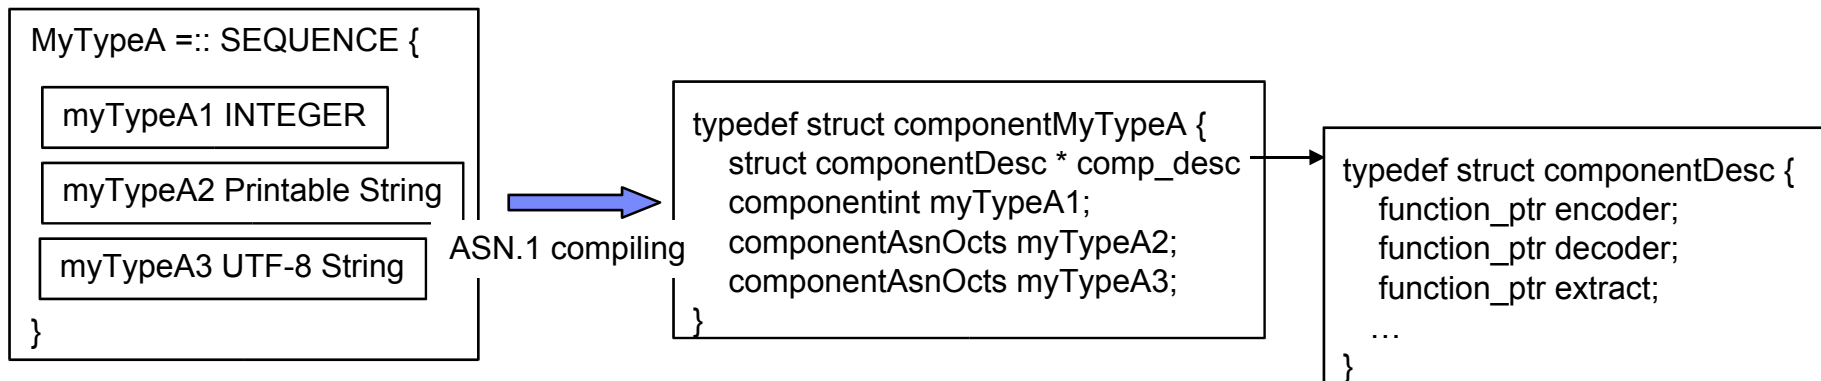 MyTypeA =:: SEQUENCE {
myTypeA1 INTEGER
myTypeA2 Printable String
myTypeA3 UTF-8 String
}
ASN.1 compiling
typedef struct componentMyTypeA {
struct componentDesc * comp_desc
componentint myTypeA1;
componentAsnOcts myTypeA2;
componentAsnOcts myTypeA3;
}
typedef struct componentDesc {
function_ptr encoder;
function_ptr decoder;
function_ptr extract;
…
}